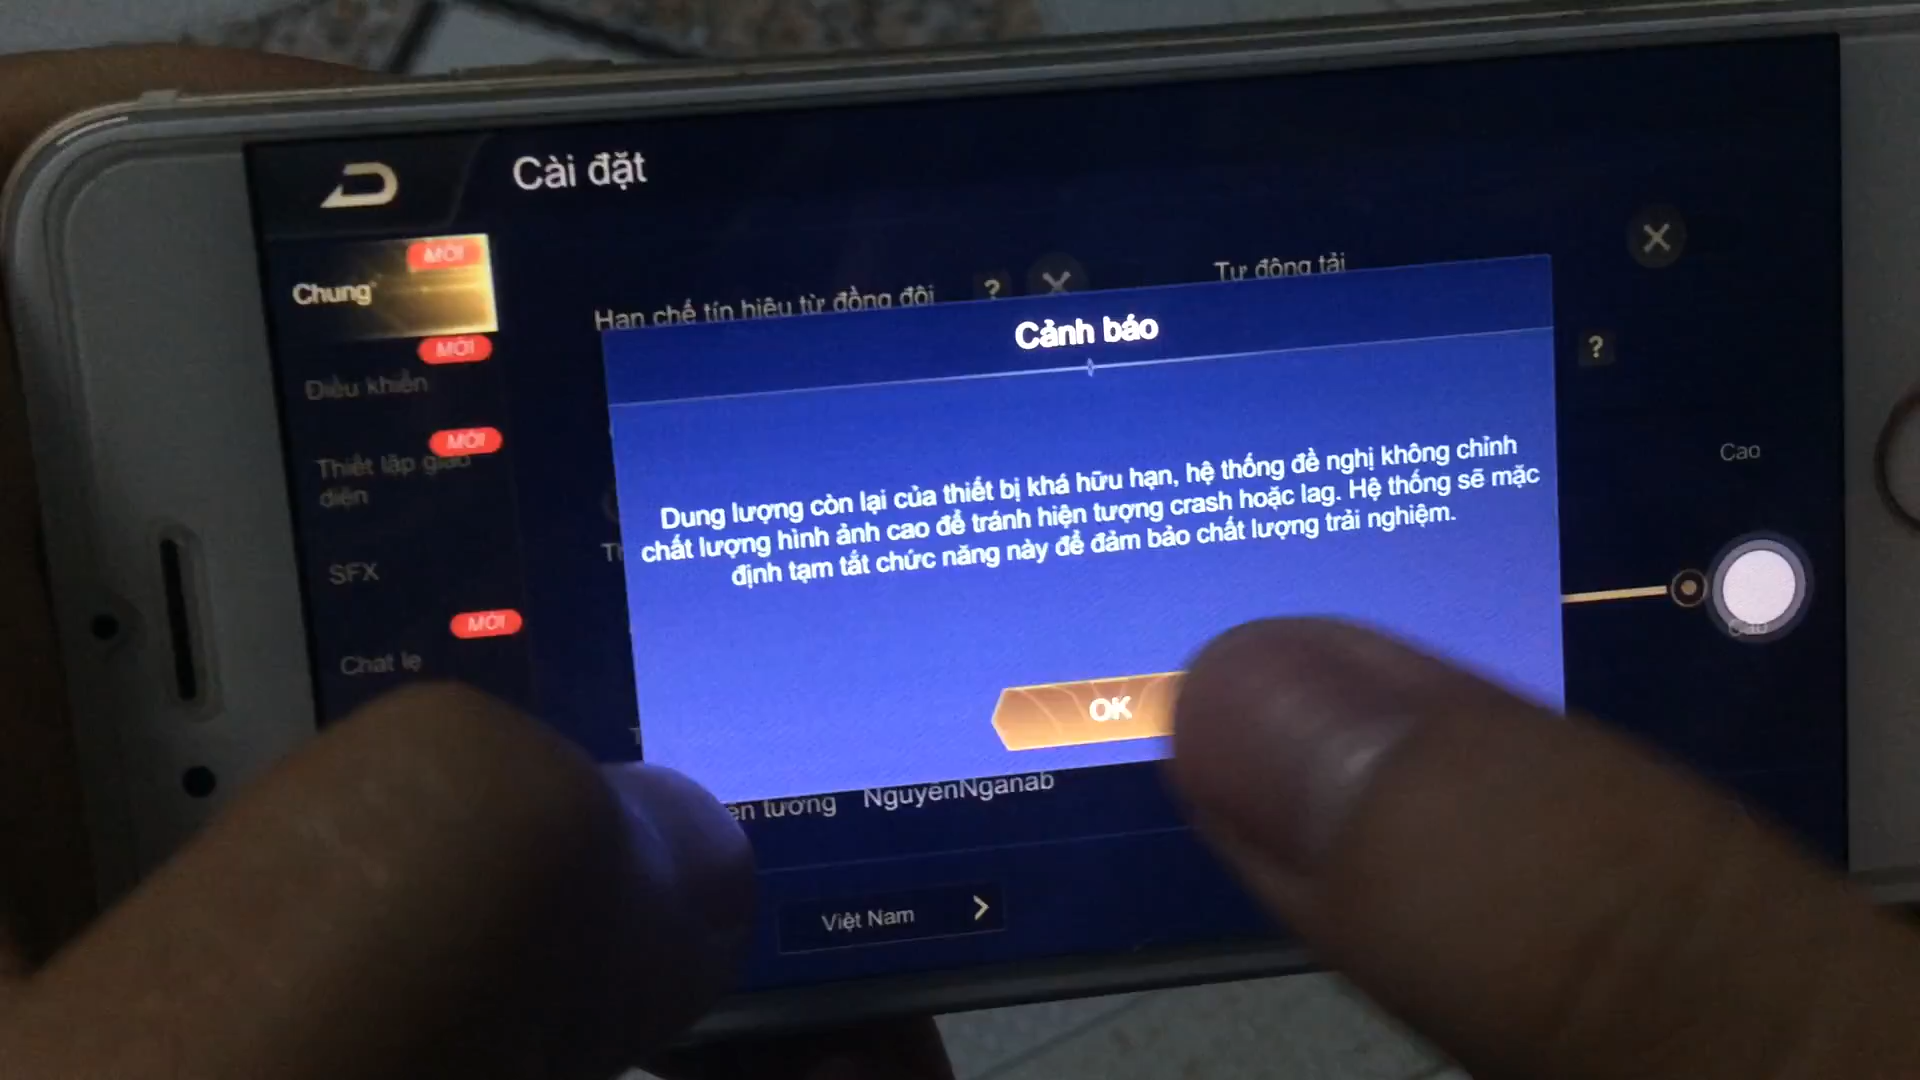 Cài đặt
MỚI
Chung
Hạn chế tín hiệu từ đồng đội ?
Tự động tải
Cảnh báo
MỚI
Điều khiển
?
MỚI
Thiết lập giao
diện
Cao
Dung lượng còn lại của thiết bị khá hữu hạn, hệ thống đề nghị không chỉnh
chất lượng hình ảnh cao để tránh hiện tượng crash hoặc lag. Hệ thống sẽ mặc
định tạm tắt chức năng này để đảm bảo chất lượng trải nghiệm.
SFX
Cao
MỚI
Chat lẹ
OK
tướng NguyenNganab
Việt Nam